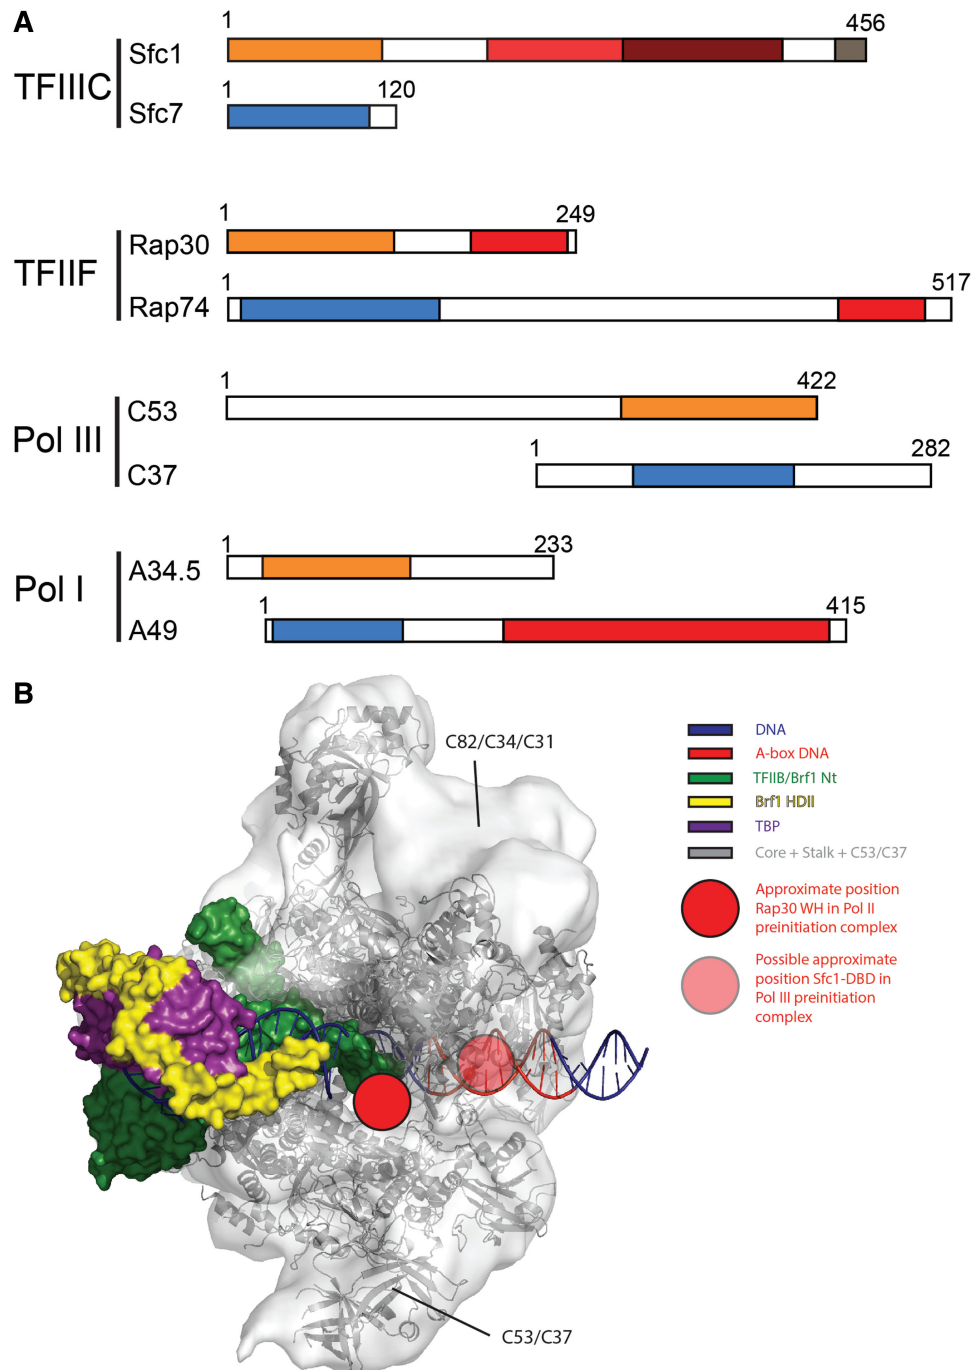 A
1
456
Sfc1
TFIIIC
1
120
Sfc7
1
249
Rap30
TFIIF
1
517
Rap74
1
422
C53
Pol III
1
282
C37
1
233
A34.5
Pol I
1
415
A49
B
C82/C34/C31
DNA
A-box DNA
TFIIB/Brf1 Nt
Brf1 HDII
TBP
Core + Stalk + C53/C37
Approximate position
Rap30 WH in Pol II
preinitiation complex
Possible approximate
position Sfc1-DBD in
Pol III preinitiation
complex
C53/C37